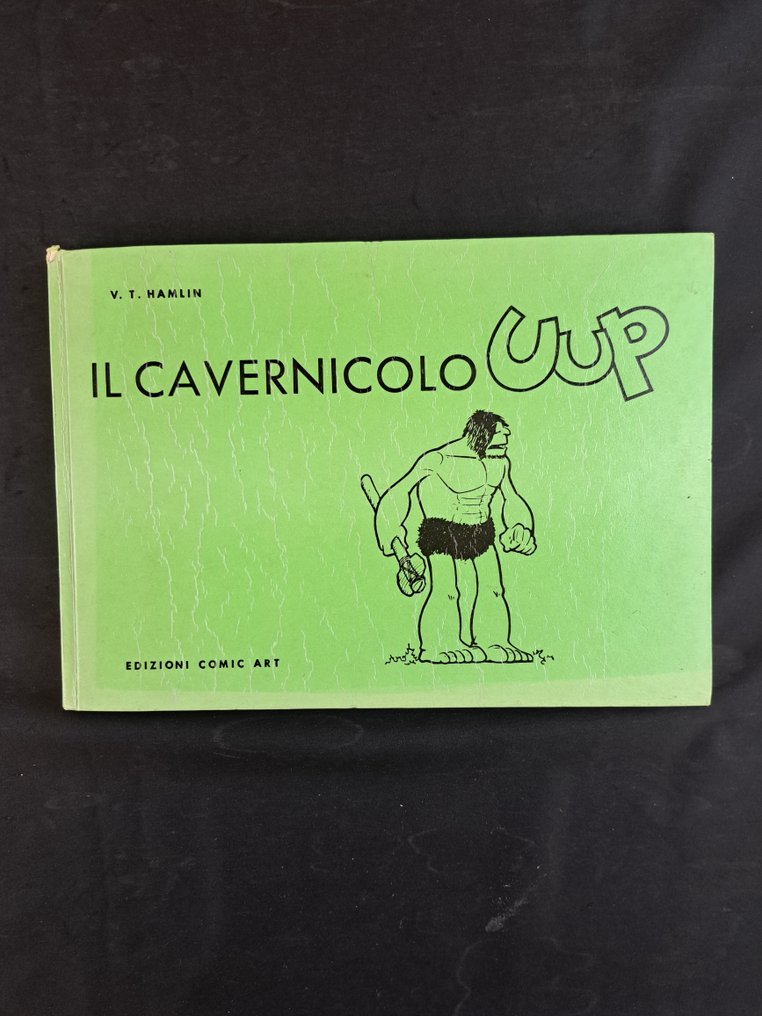 V. T. HAMLIN
IL CAVERNICOLO UUP
EDIZIONI COMIC ART